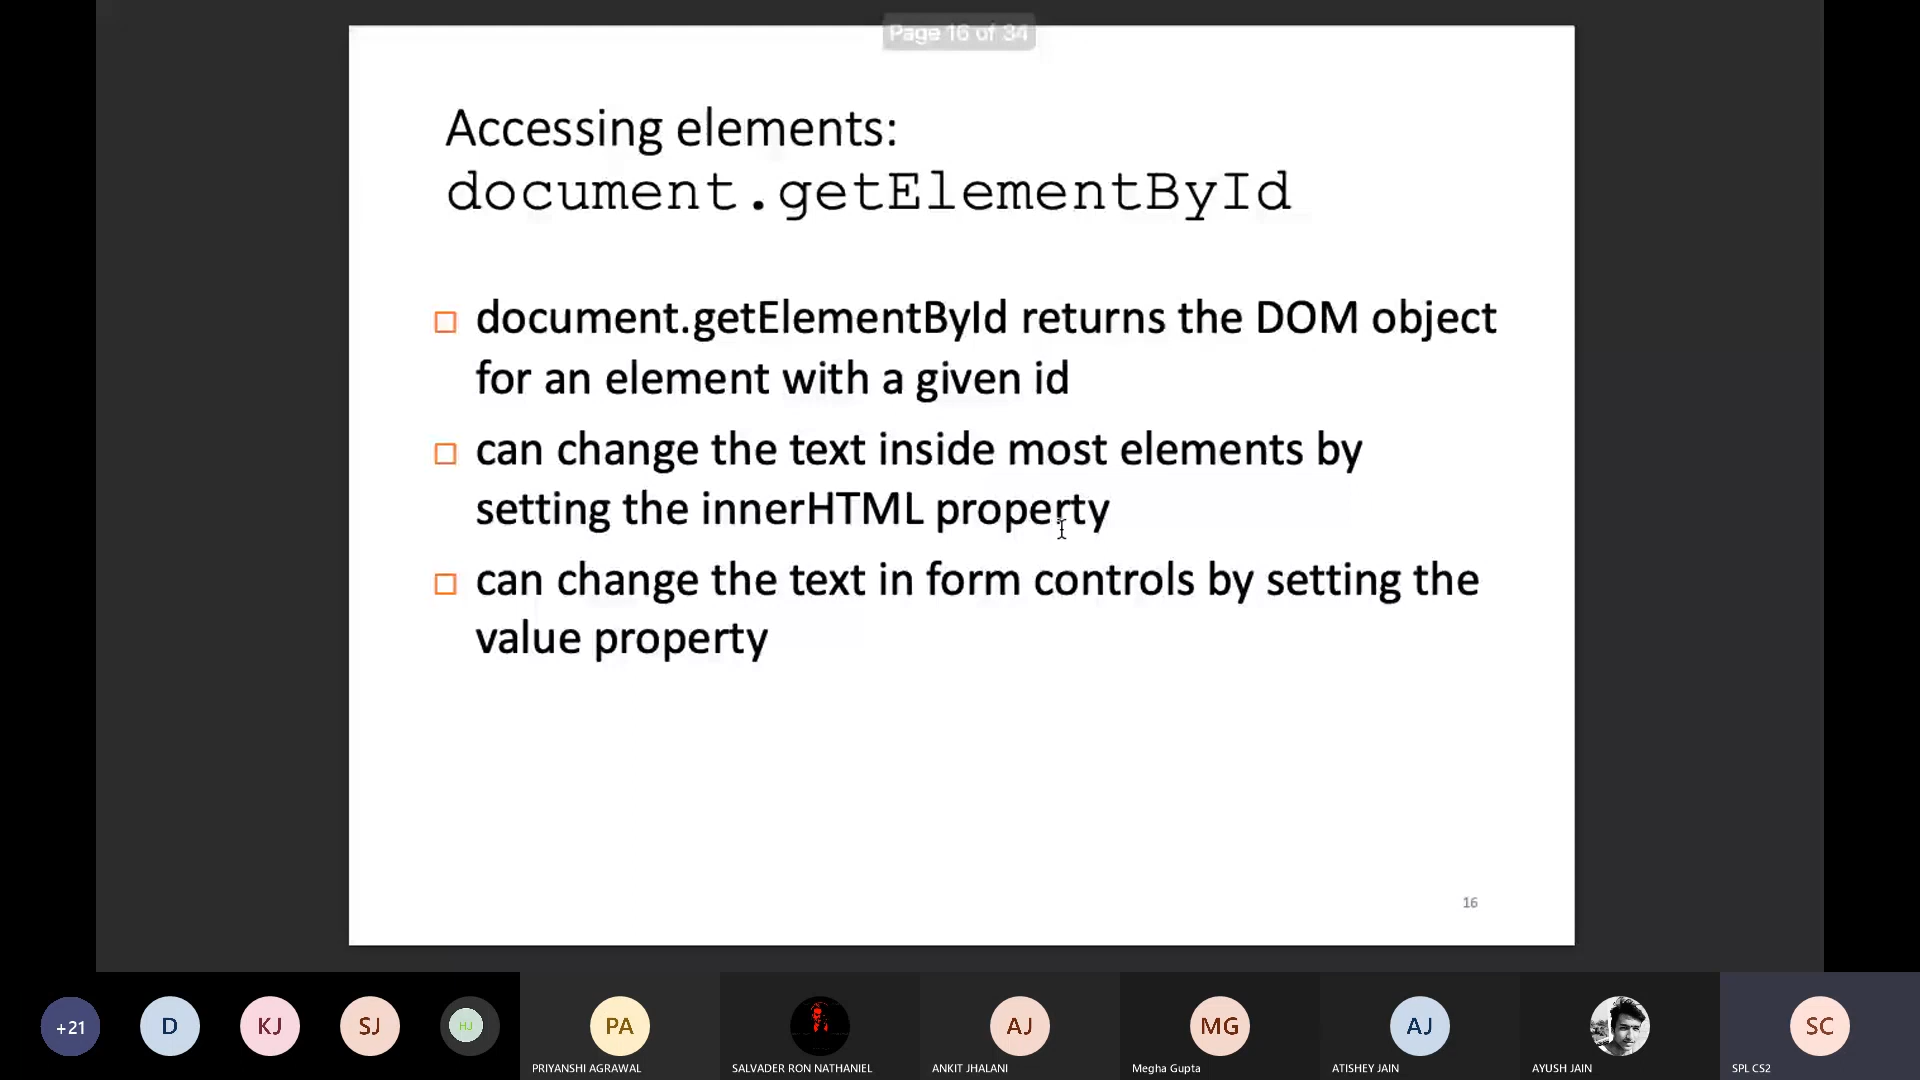 Page 16 of 34
Accessing elements:
document.getElementById
document.getElementById returns the DOM object
for an element with a given id
can change the text inside most elements by
setting the innerHTML property
can change the text in form controls by setting the
value property
16
+21
D
KJ
SJ
HJ
PA
AJ
MG
AJ
SC
PRIYANSHI AGRAWAL
SALVADER RON NATHANIEL
ANKIT JHALANI
Megha Gupta
ATISHEY JAIN
AYUSH JAIN
SPL CS2